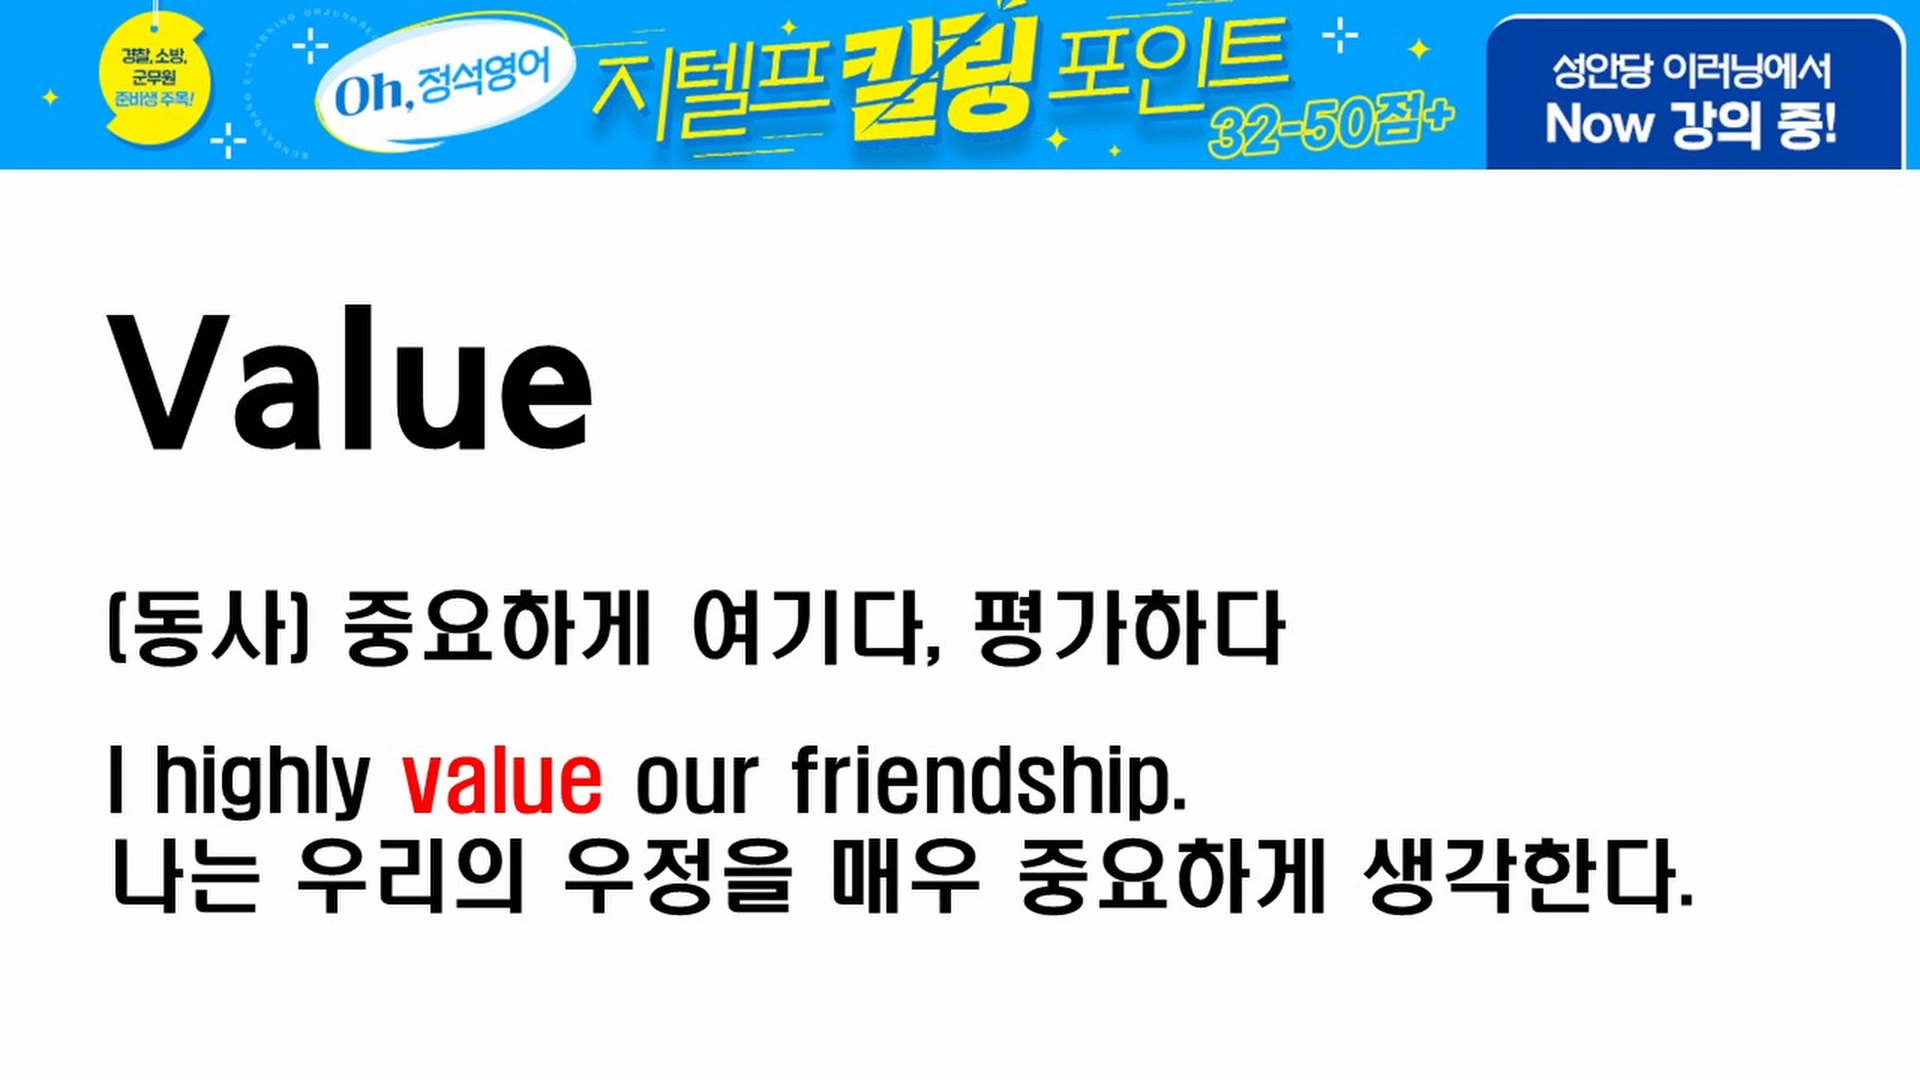 경찰, 소방,
군무원
준비생 주목!
Oh, 정석영어
지텔프 킬링 포인트
32-50점+
성안당 이러닝에서
Now 강의 중!
Value
(동사) 중요하게 여기다, 평가하다
I highly value our friendship.
나는 우리의 우정을 매우 중요하게 생각한다.